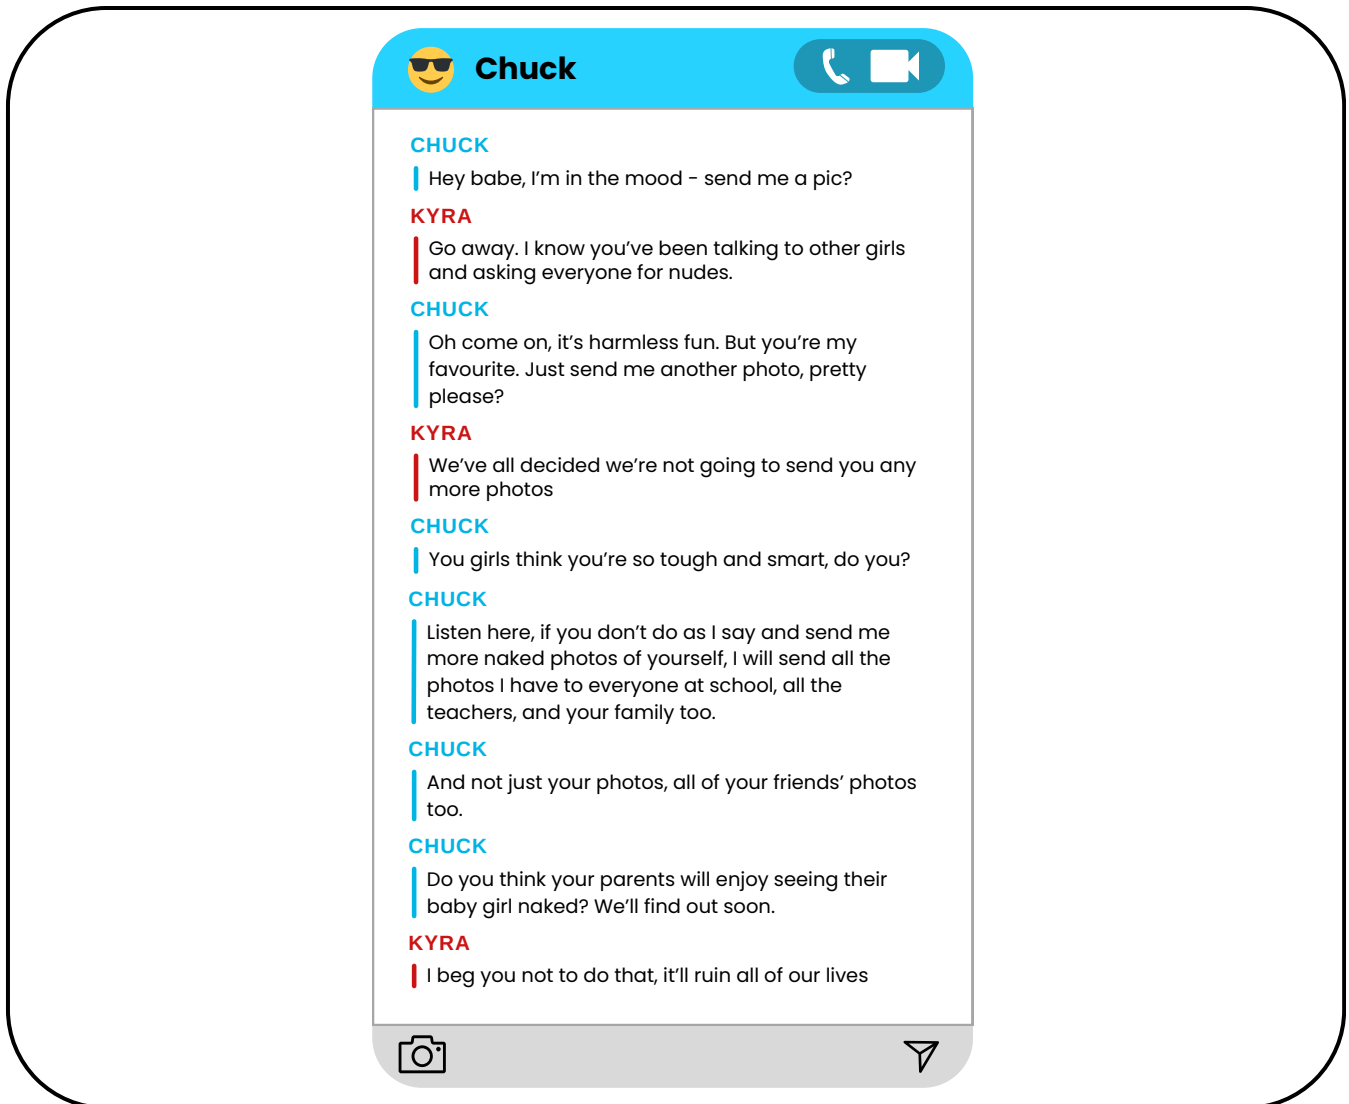 Chuck
CHUCK
Hey babe, I’m in the mood - send me a pic?
KYRA
Go away. I know you’ve been talking to other girls
and asking everyone for nudes.
CHUCK
Oh come on, it’s harmless fun. But you’re my
favourite. Just send me another photo, pretty
please?
KYRA
We’ve all decided we’re not going to send you any
more photos
CHUCK
You girls think you’re so tough and smart, do you?
CHUCK
Listen here, if you don’t do as I say and send me
more naked photos of yourself, I will send all the
photos I have to everyone at school, all the
teachers, and your family too.
CHUCK
And not just your photos, all of your friends’ photos
too.
CHUCK
Do you think your parents will enjoy seeing their
baby girl naked? We’ll find out soon.
KYRA
I beg you not to do that, it’ll ruin all of our lives